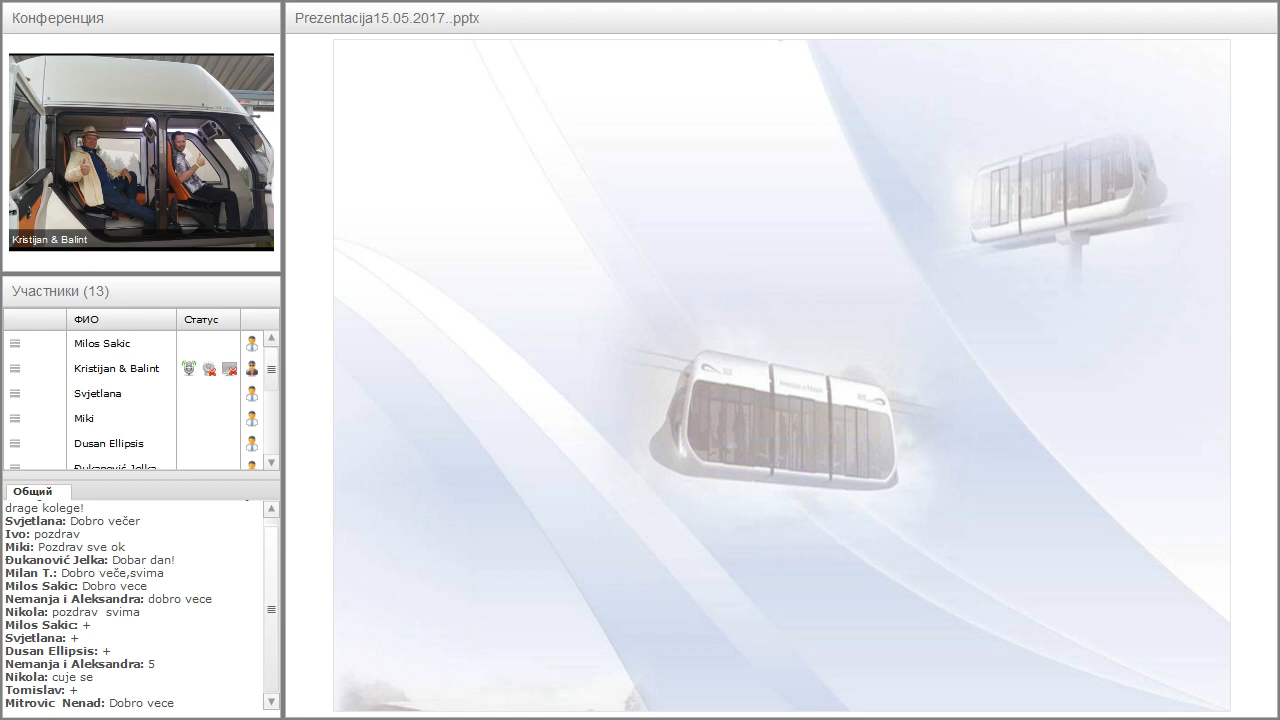 Конференция
Kristijan & Balint
Участники (13)
ФИО Статус
Milos Sakic
Kristijan & Balint
Svjetlana
Miki
Dusan Ellipsis
Đukanović Jelka
Общий
drage kolege!
Svjetlana: Dobro večer
Ivo: pozdrav
Miki: Pozdrav sve ok
Đukanović Jelka: Dobar dan!
Milan T.: Dobro veče,svima
Milos Sakic: Dobro vece
Nemanja i Aleksandra: dobro vece
Nikola: pozdrav svima
Milos Sakic: +
Svjetlana: +
Dusan Ellipsis: +
Nemanja i Aleksandra: 5
Nikola: cuje se
Tomislav: +
Mitrovic Nenad: Dobro vece
Prezentacija15.05.2017..pptx